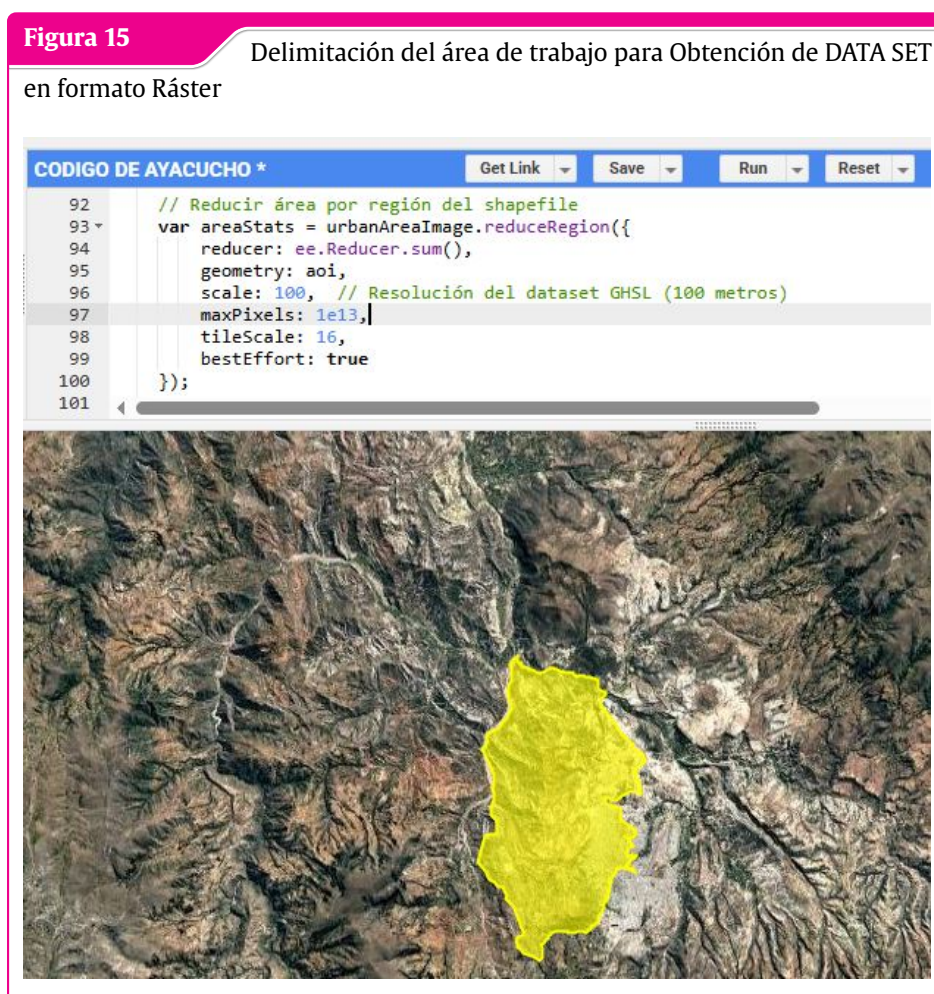 Figura 15
Delimitación del área de trabajo para Obtención de DATA SET
en formato Ráster
CODIGO DE AYACUCHO *
Get Link
Save
Run
Reset
92 // Reducir área por región del shapefile
93 var areaStats = urbanAreaImage.reduceRegion({
94 reducer: ee.Reducer.sum(),
95 geometry: aoi,
96 scale: 100, // Resolución del dataset GHSL (100 metros)
97 maxPixels: 1e13,
98 tileScale: 16,
99 bestEffort: true
100 });
101